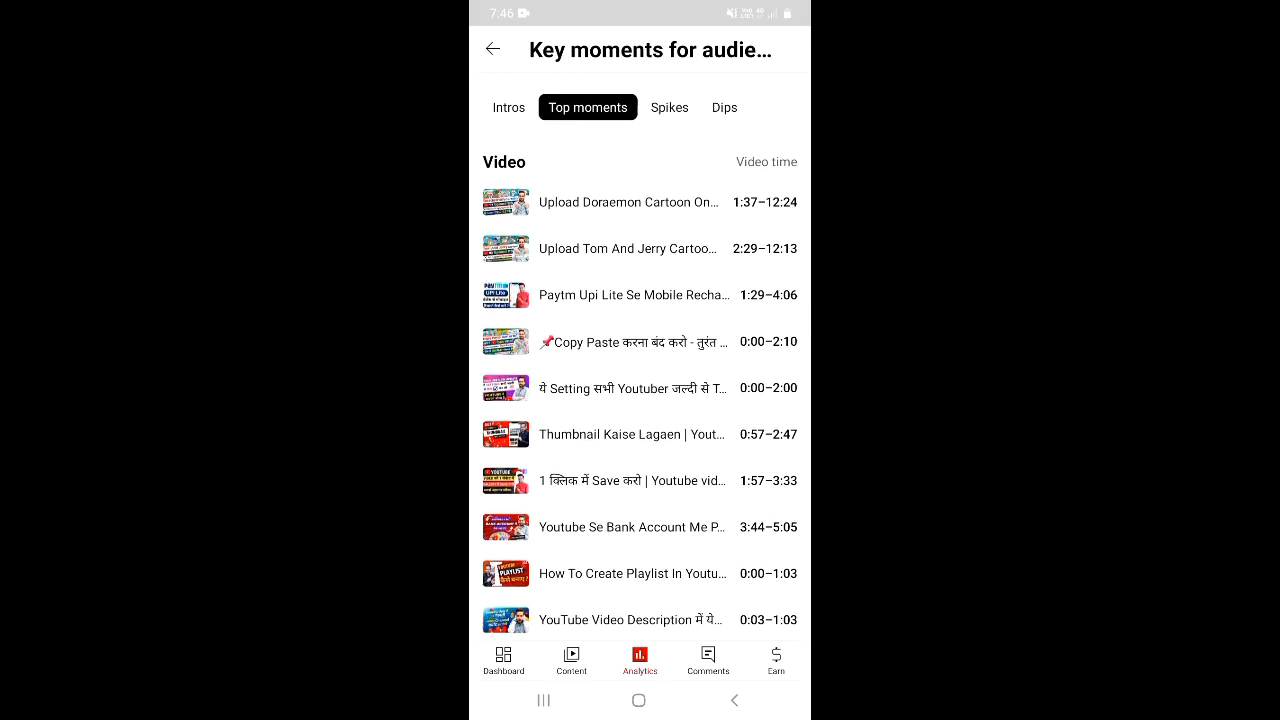 7:46
Key moments for audie...
Intros Top moments Spikes Dips
Video Video time
Upload Doraemon Cartoon On... 1:37–12:24
Upload Tom And Jerry Cartoo... 2:29–12:13
Paytm Upi Lite Se Mobile Recha... 1:29–4:06
📌Copy Paste करना बंद करो - तुरंत ... 0:00–2:10
ये Setting सभी Youtuber जल्दी से T... 0:00–2:00
Thumbnail Kaise Lagaen | Yout... 0:57–2:47
1 क्लिक में Save करो | Youtube vid... 1:57–3:33
Youtube Se Bank Account Me P... 3:44–5:05
How To Create Playlist In Youtu... 0:00–1:03
YouTube Video Description में ये... 0:03–1:03
Dashboard Content Analytics Comments Earn